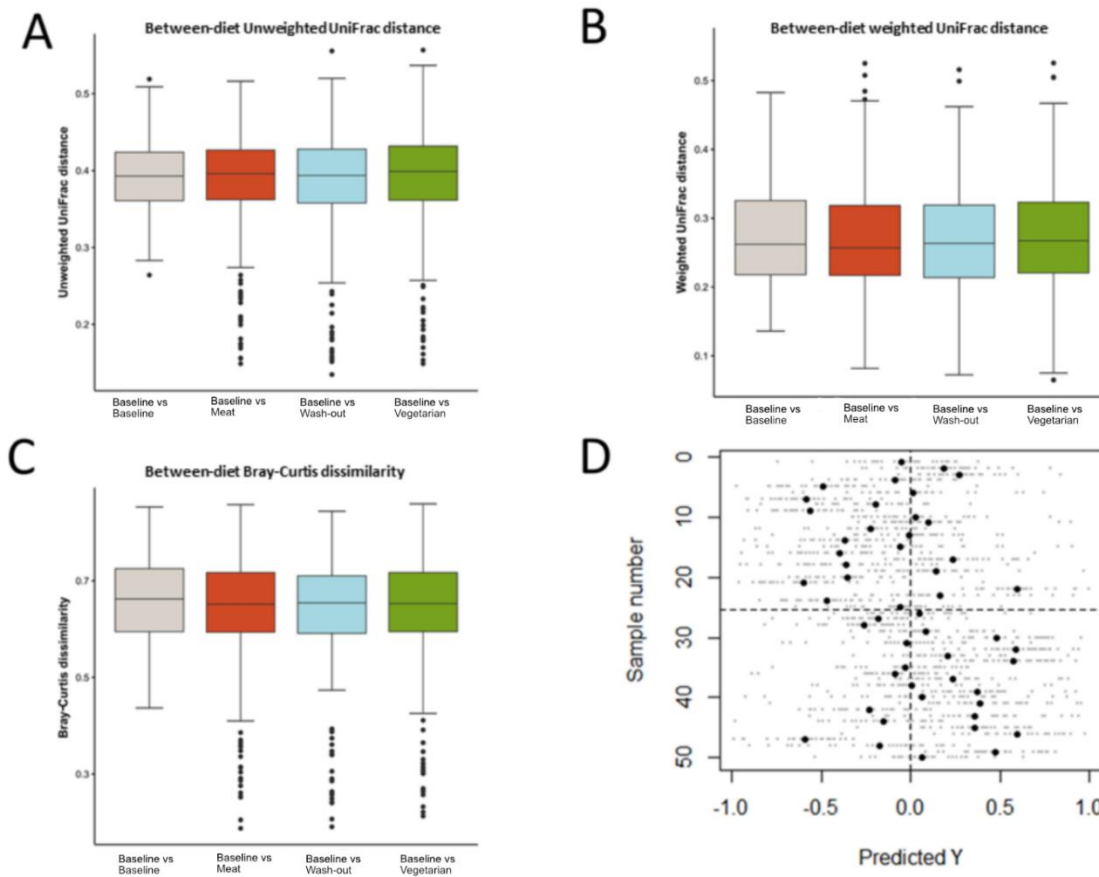 A
Between-diet Unweighted UniFrac distance
Unweighted UniFrac distance
0.5
0.4
0.3
0.2
Baseline vs Baseline
Baseline vs Meat
Baseline vs Wash-out
Baseline vs Vegetarian
B
Between-diet weighted UniFrac distance
Weighted UniFrac distance
0.5
0.4
0.3
0.2
0.1
Baseline vs Baseline
Baseline vs Meat
Baseline vs Wash-out
Baseline vs Vegetarian
C
Between-diet Bray-Curtis dissimilarity
Bray-Curtis dissimilarity
0.7
0.5
0.3
Baseline vs Baseline
Baseline vs Meat
Baseline vs Wash-out
Baseline vs Vegetarian
D
Sample number
0
10
20
30
40
50
-1.0 -0.5 0.0 0.5 1.0
Predicted Y